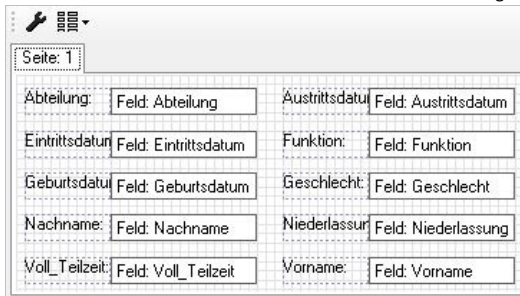 Seite: 1
Abteilung: Feld: Abteilung Austrittsdatu Feld: Austrittsdatum
Eintrittsdatun Feld: Eintrittsdatum Funktion: Feld: Funktion
Geburtsdatu Feld: Geburtsdatum Geschlecht: Feld: Geschlecht
Nachname: Feld: Nachname Niederlassun Feld: Niederlassung
Voll_Teilzeit: Feld: Voll_Teilzeit Vorname: Feld: Vorname